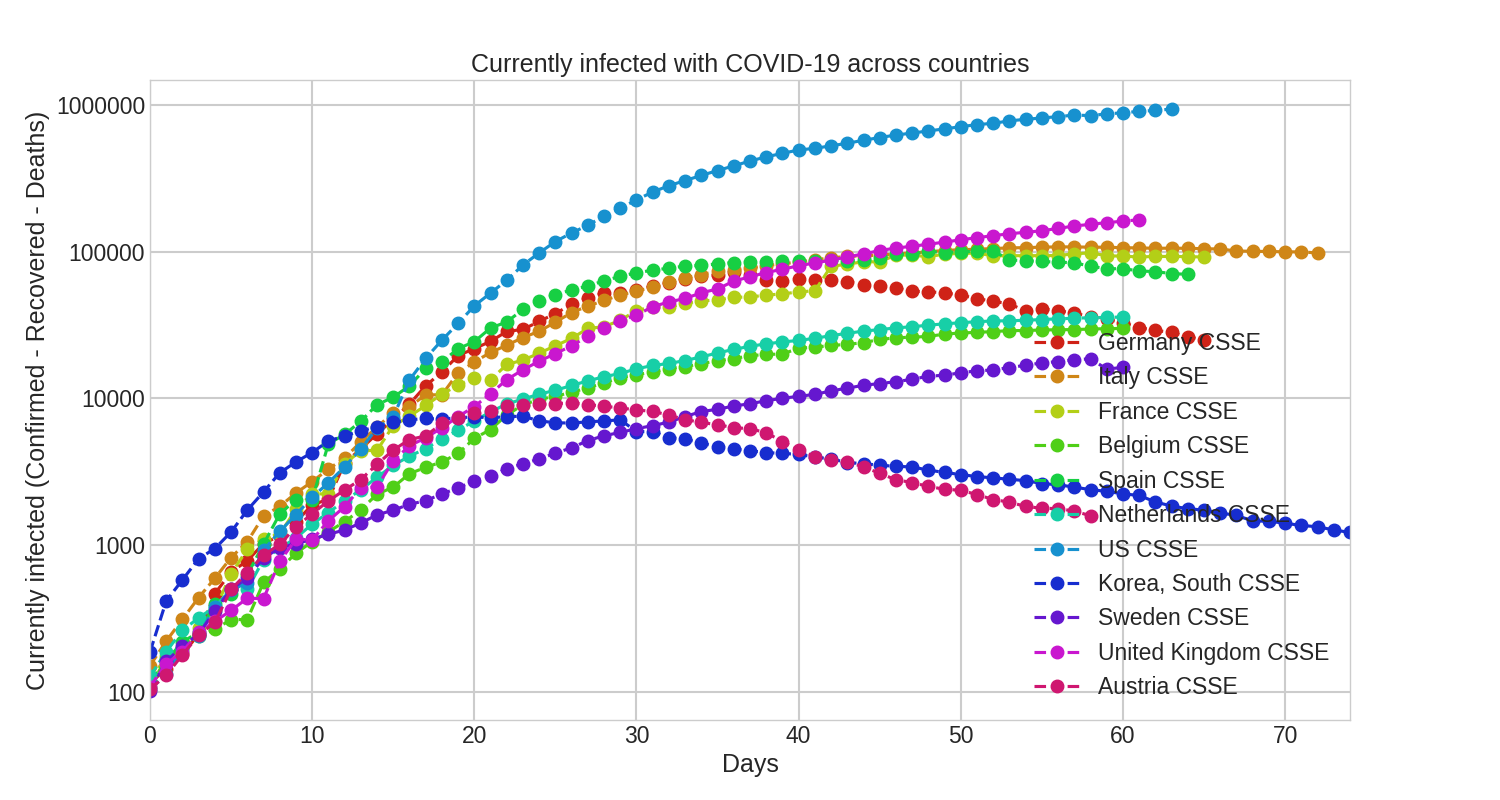 Currently infected with COVID-19 across countries
Currently infected (Confirmed - Recovered - Deaths)
1000000
100000
10000
1000
100
Germany CSSE
Italy CSSE
France CSSE
Belgium CSSE
Spain CSSE
Netherlands CSSE
US CSSE
Korea, South CSSE
Sweden CSSE
United Kingdom CSSE
Austria CSSE
0 10 20 30 40 50 60 70
Days